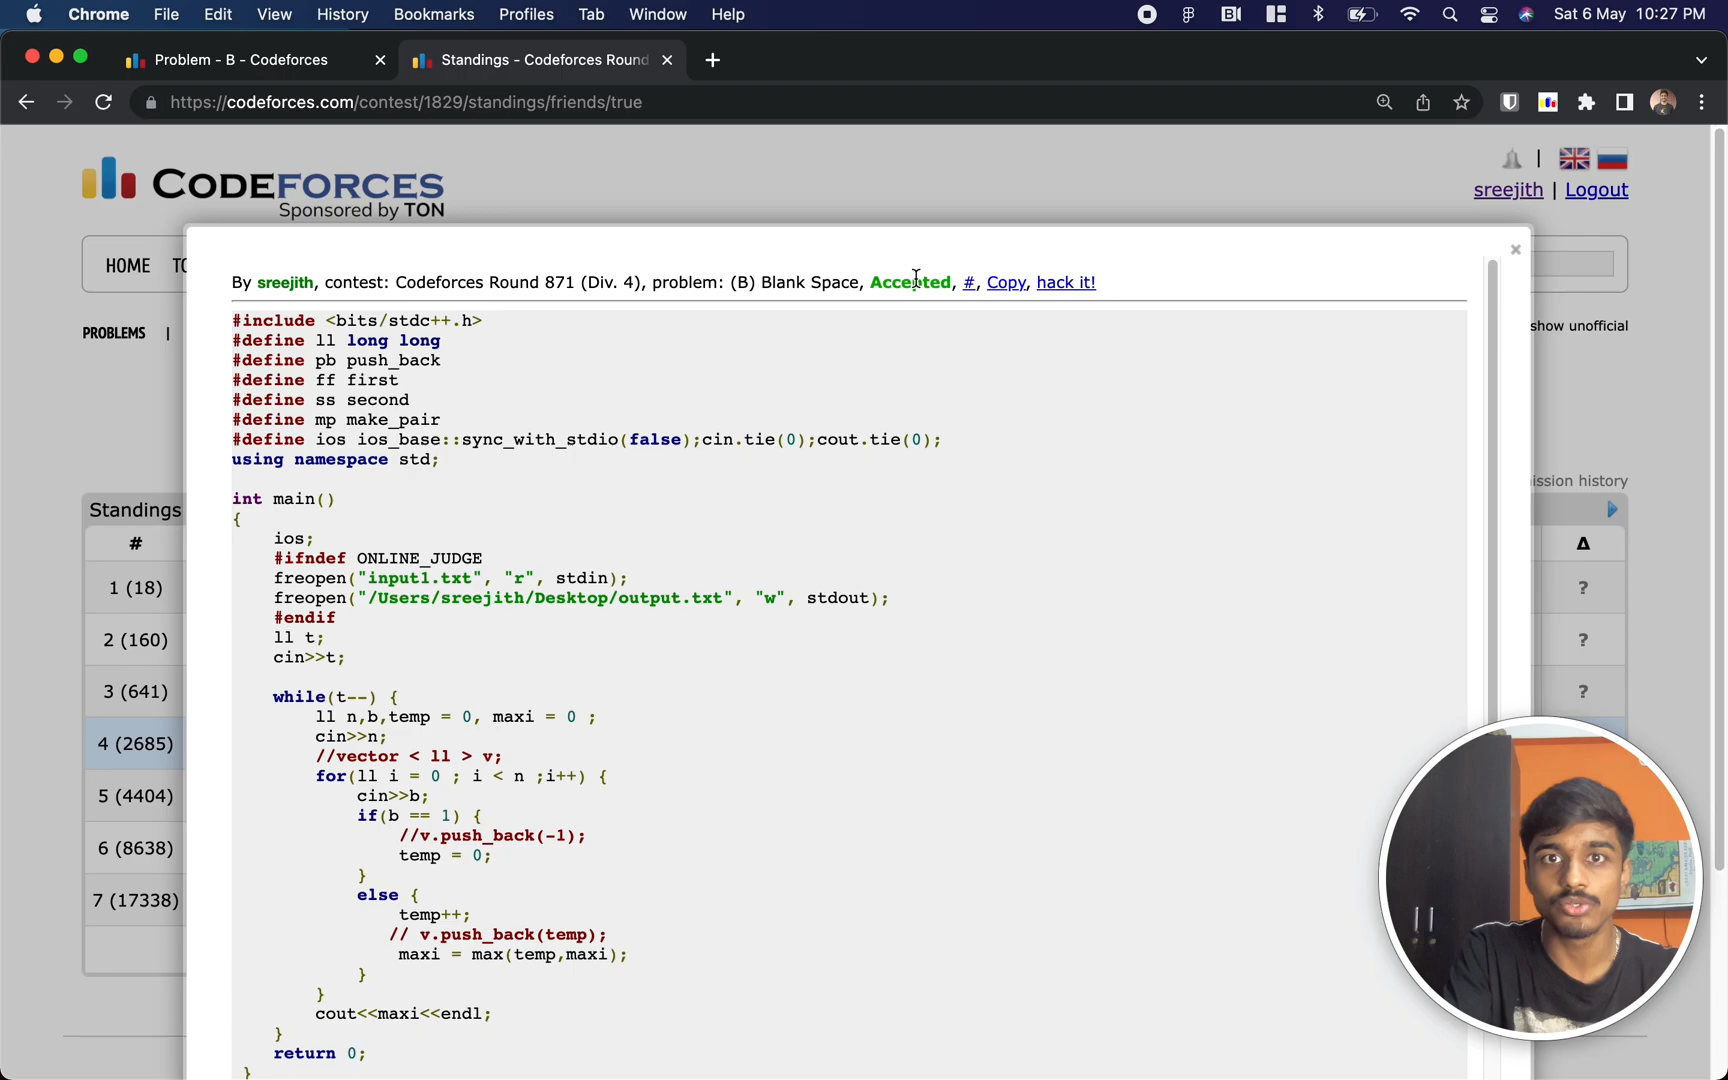 Chrome File Edit View History Bookmarks Profiles Tab Window Help Sat 6 May 10:27 PM
Problem - B - Codeforces Standings - Codeforces Round
https://codeforces.com/contest/1829/standings/friends/true
CODEFORCES
Sponsored by TON
sreejith | Logout
HOME
PROBLEMS |
show unofficial
By sreejith, contest: Codeforces Round 871 (Div. 4), problem: (B) Blank Space, Accepted, #, Copy, hack it!
#include <bits/stdc++.h>
#define ll long long
#define pb push_back
#define ff first
#define ss second
#define mp make_pair
#define ios ios_base::sync_with_stdio(false);cin.tie(0);cout.tie(0);
using namespace std;
int main()
{
ios;
#ifndef ONLINE_JUDGE
freopen("input1.txt", "r", stdin);
freopen("/Users/sreejith/Desktop/output.txt", "w", stdout);
#endif
ll t;
cin>>t;
while(t--) {
ll n,b,temp = 0, maxi = 0 ;
cin>>n;
//vector < ll > v;
for(ll i = 0 ; i < n ;i++) {
cin>>b;
if(b == 1) {
//v.push_back(-1);
temp = 0;
}
else {
temp++;
// v.push_back(temp);
maxi = max(temp,maxi);
}
}
cout<<maxi<<endl;
}
return 0;
}
Standings
#
1 (18)
2 (160)
3 (641)
4 (2685)
5 (4404)
6 (8638)
7 (17338)
history
Δ
?
?
?